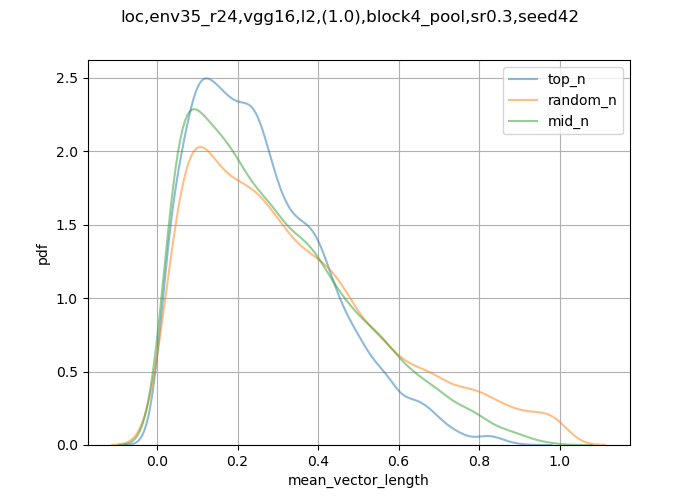 loc,env35_r24,vgg16,l2,(1.0),block4_pool,sr0.3,seed42
top_n
random_n
mid_n
2.5
2.0
1.5
1.0
0.5
0.0
pdf
0.0 0.2 0.4 0.6 0.8 1.0
mean_vector_length